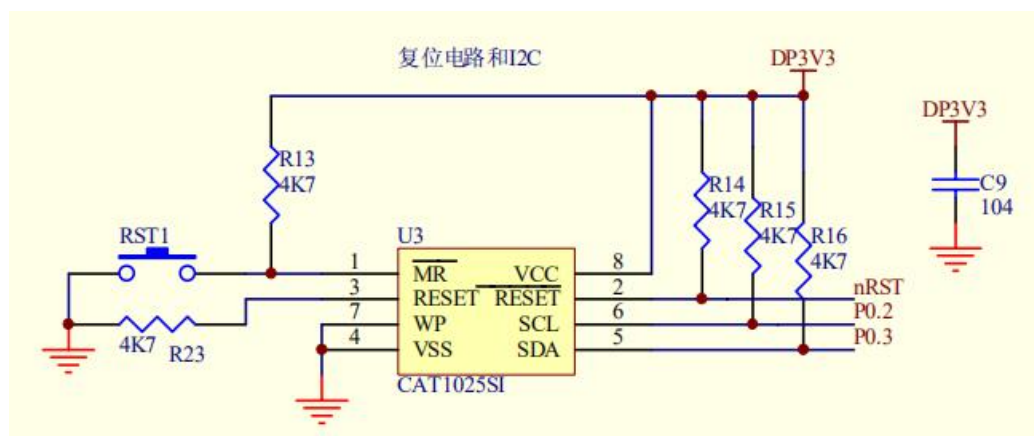 复位电路和I2C
DP3V3
DP3V3
R13
4K7
R14
4K7
R15
4K7
R16
4K7
C9
104
RST1
U3
1
MR
VCC
8
3
RESET
RESET
2
nRST
7
WP
SCL
6
P0.2
4
VSS
SDA
5
P0.3
4K7
R23
CAT1025SI